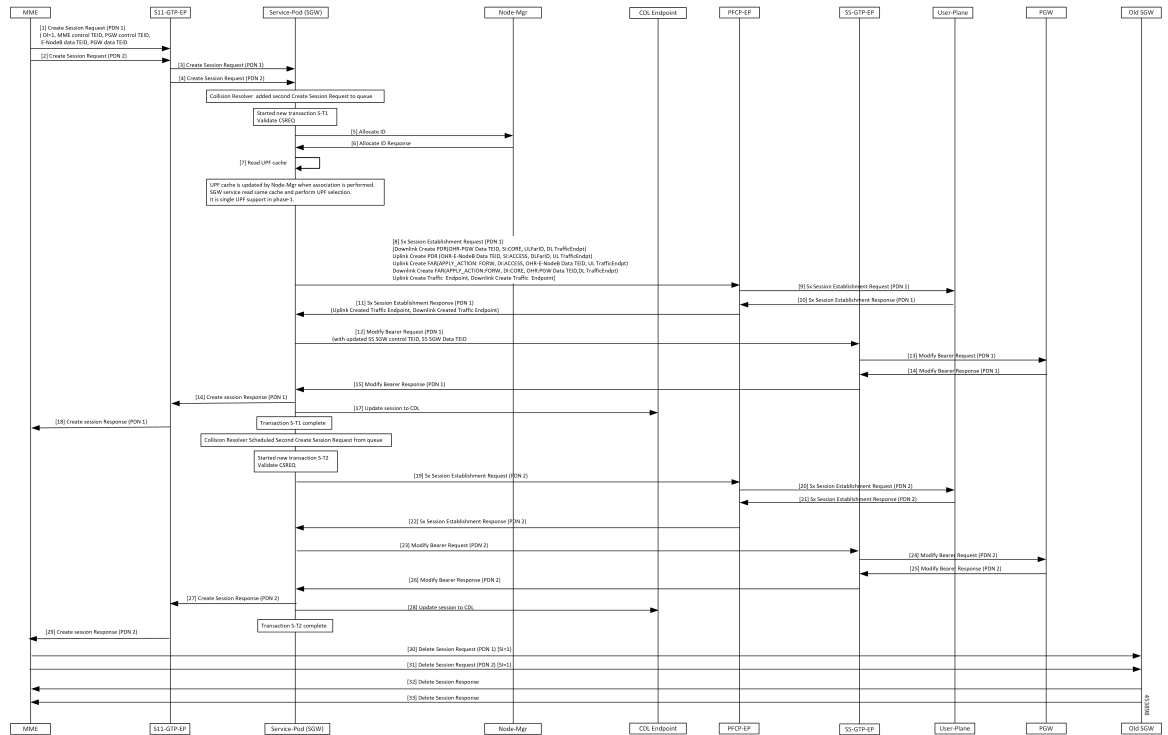 MME S11-GTP-EP Service-Pod (SGW) Node-Mgr CDL Endpoint PFCP-EP S5-GTP-EP User-Plane PGW Old SGW
[1] Create Session Request (PDN 1)
( OI=1, MME control TEID, PGW control TEID,
E-NodeB data TEID, PGW data TEID)
[2] Create Session Request (PDN 2)
[3] Create Session Request (PDN 1)
[4] Create Session Request (PDN 2)
Collision Resolver added second Create Session Request to queue
Started new transaction S-T1
Validate CSREQ
[5] Allocate ID
[6] Allocate ID Response
[7] Read UPF cache
UPF cache is updated by Node-Mgr when association is performed.
SGW service read same cache and perform UPF selection.
It is single UPF support in phase-1.
[8] Sx Session Establishment Request (PDN 1)
(Downlink Create PDR(OHR-PGW Data TEID, SI:CORE, ULFarID, DL TrafficEndpt)
Uplink Create PDR (OHR-E-NodeB Data TEID, SI:ACCESS, DLFarID, UL TrafficEndpt)
Uplink Create FAR(APPLY_ACTION: FORW, DI:ACCESS, OHR-E-NodeB Data TEID, UL TrafficEndpt)
Downlink Create FAR(APPLY_ACTION:FORW, DI:CORE, OHR:PGW Data TEID,DL TrafficEndpt)
Uplink Create Traffic Endpoint, Downlink Create Traffic Endpoint)
[9] Sx Session Establishment Request (PDN 1)
[10] Sx Session Establishment Response (PDN 1)
[11] Sx Session Establishment Response (PDN 1)
(Uplink Created Traffic Endpoint, Downlink Created Traffic Endpoint)
[12] Modify Bearer Request (PDN 1)
(with updated S5 SGW control TEID, S5 SGW Data TEID
[13] Modify Bearer Request (PDN 1)
[14] Modify Bearer Response (PDN 1)
[15] Modify Bearer Response (PDN 1)
[16] Create session Response (PDN 1)
[17] Update session to CDL
[18] Create session Response (PDN 1)
Transaction S-T1 complete
Collision Resolver Scheduled Second Create Session Request from queue
Started new transaction S-T2
Validate CSREQ
[19] Sx Session Establishment Request (PDN 2)
[20] Sx Session Establishment Request (PDN 2)
[21] Sx Session Establishment Response (PDN 2)
[22] Sx Session Establishment Response (PDN 2)
[23] Modify Bearer Request (PDN 2)
[24] Modify Bearer Request (PDN 2)
[25] Modify Bearer Response (PDN 2)
[26] Modify Bearer Response (PDN 2)
[27] Create Session Response (PDN 2)
[28] Update session to CDL
Transaction S-T2 complete
[29] Create session Response (PDN 2)
[30] Delete Session Request (PDN 1) [SI=1]
[31] Delete Session Request (PDN 2) [SI=1]
[32] Delete Session Response
[33] Delete Session Response
MME S11-GTP-EP Service-Pod (SGW) Node-Mgr CDL Endpoint PFCP-EP S5-GTP-EP User-Plane PGW Old SGW